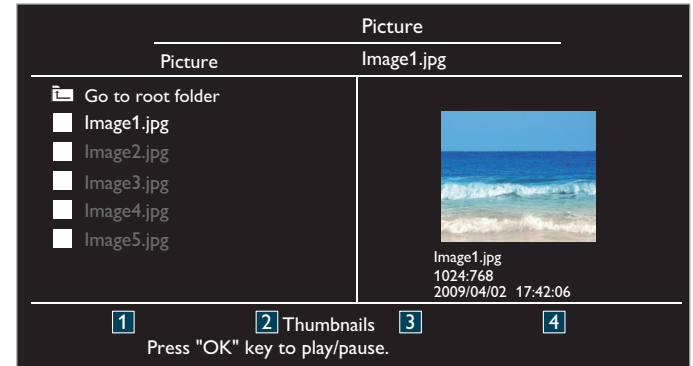 Picture
Picture Image1.jpg
Go to root folder
Image1.jpg
Image2.jpg
Image3.jpg
Image4.jpg
Image5.jpg
Image1.jpg
1024:768
2009/04/02 17:42:06
1 2 Thumbnails 3 4
Press "OK" key to play/pause.